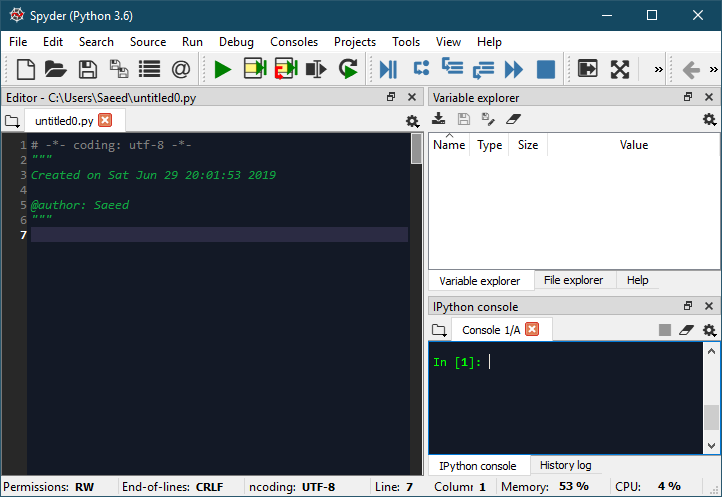 Spyder (Python 3.6)
File Edit Search Source Run Debug Consoles Projects Tools View Help
@ » »
Editor - C:\Users\Saeed\untitled0.py
untitled0.py
1 # -*- coding: utf-8 -*-
2 """
3 Created on Sat Jun 29 20:01:53 2019
4
5 @author: Saeed
6 """
7
Variable explorer
Name Type Size Value
Variable explorer File explorer Help
IPython console
Console 1/A
In [1]:
IPython console History log
Permissions: RW End-of-lines: CRLF ncoding: UTF-8 Line: 7 Colum 1 Memory: 53 % CPU: 4 %